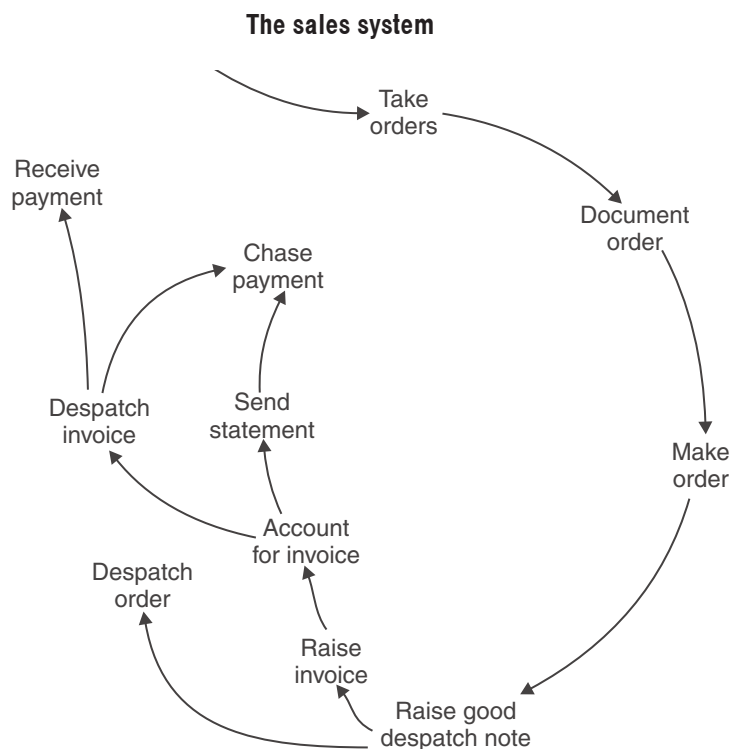 The sales system
Take
orders
Receive
payment
Document
order
Chase
payment
Despatch
invoice
Send
statement
Make
order
Account
for invoice
Despatch
order
Raise
invoice
Raise good
despatch note